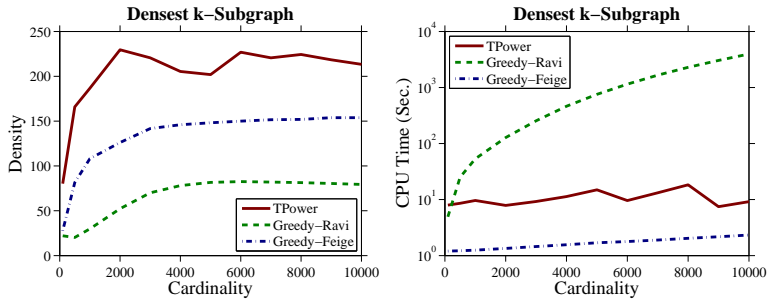 Densest k−Subgraph
250
200
150
100
50
0
0
2000
4000
6000
8000
10000
Density
Cardinality
TPower
Greedy−Ravi
Greedy−Feige
Densest k−Subgraph
10^5
10^4
10^3
10^2
10^1
10^0
0
2000
4000
6000
8000
10000
CPU Time (Sec.)
Cardinality
TPower
Greedy−Ravi
Greedy−Feige